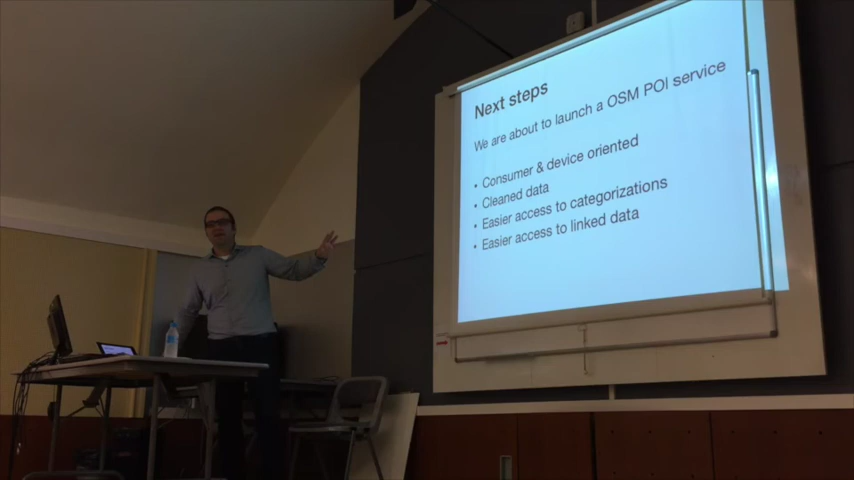 Next steps
We are about to launch a OSM POI service
• Consumer & device oriented
• Cleaned data
• Easier access to categorizations
• Easier access to linked data